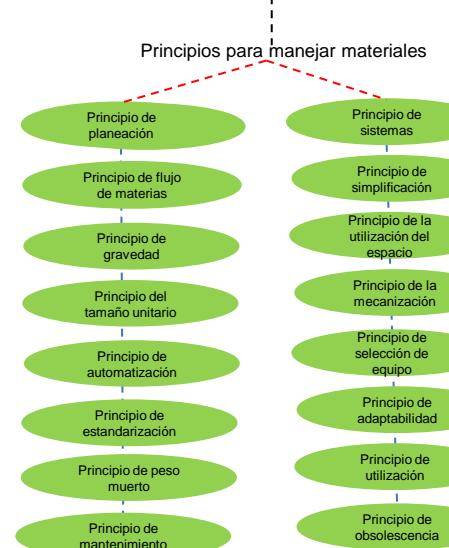 Principios para manejar materiales
Principio de
planeación
Principio de flujo
de materias
Principio de
gravedad
Principio del
tamaño unitario
Principio de
automatización
Principio de
estandarización
Principio de peso
muerto
Principio de
mantenimiento
Principio de
sistemas
Principio de
simplificación
Principio de la
utilización del
espacio
Principio de la
mecanización
Principio de
selección de
equipo
Principio de
adaptabilidad
Principio de
utilización
Principio de
obsolescencia